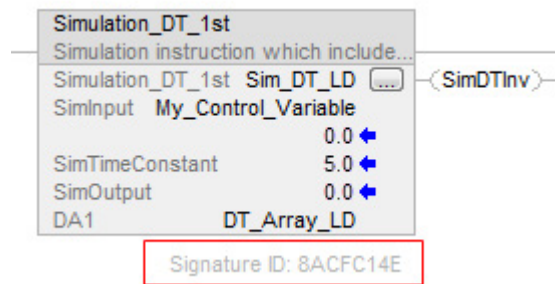 Simulation_DT_1st
Simulation instruction which include...
Simulation_DT_1st Sim_DT_LD ... SimDTInv
SimInput My_Control_Variable
0.0
SimTimeConstant 5.0
SimOutput 0.0
DA1 DT_Array_LD
Signature ID: 8ACFC14E